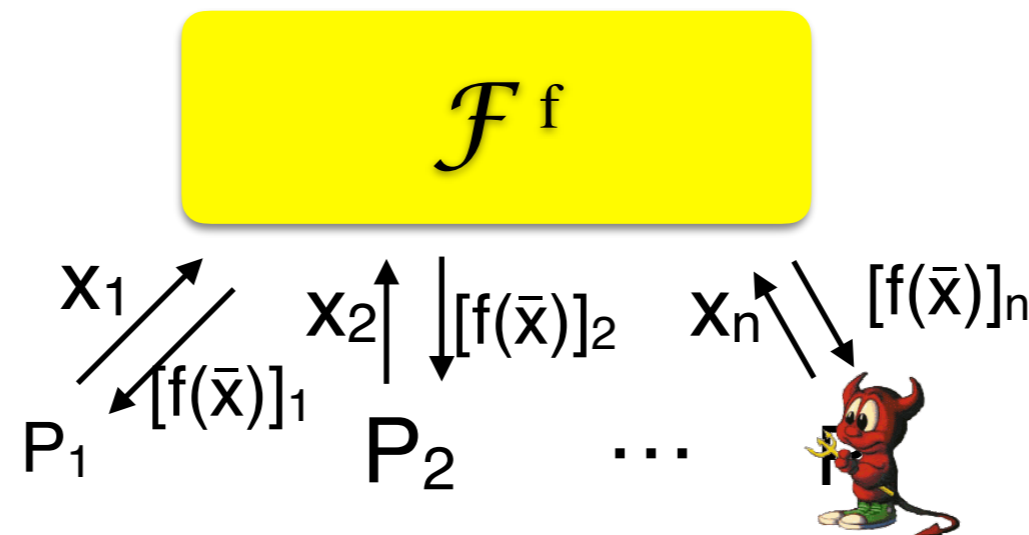 ℱ f
x₁ x₂ [f(x̄)]₂ xₙ [f(x̄)]ₙ
[f(x̄)]₁
P₁ P₂ ...